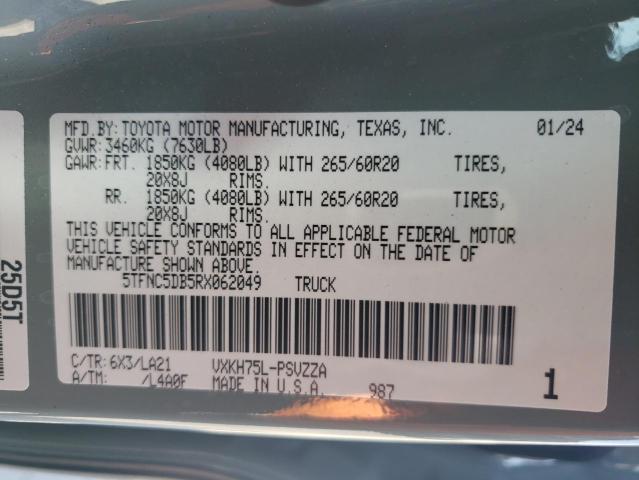 MFD.BY:TOYOTA MOTOR MANUFACTURING, TEXAS, INC. 01/24
GVWR:3460KG (7630LB)
GAWR:FRT. 1850KG (4080LB) WITH 265/60R20 TIRES,
20X8J RIMS.
RR. 1850KG (4080LB) WITH 265/60R20 TIRES,
20X8J RIMS.
THIS VEHICLE CONFORMS TO ALL APPLICABLE FEDERAL MOTOR
VEHICLE SAFETY STANDARDS IN EFFECT ON THE DATE OF
MANUFACTURE SHOWN ABOVE.
5TFNC5DB5RX062049 TRUCK
C/TR:6X3/LA21 VXKH75L-PSVZZA
A/TM: /L4A0F MADE IN U.S.A. 987 1
25D5T